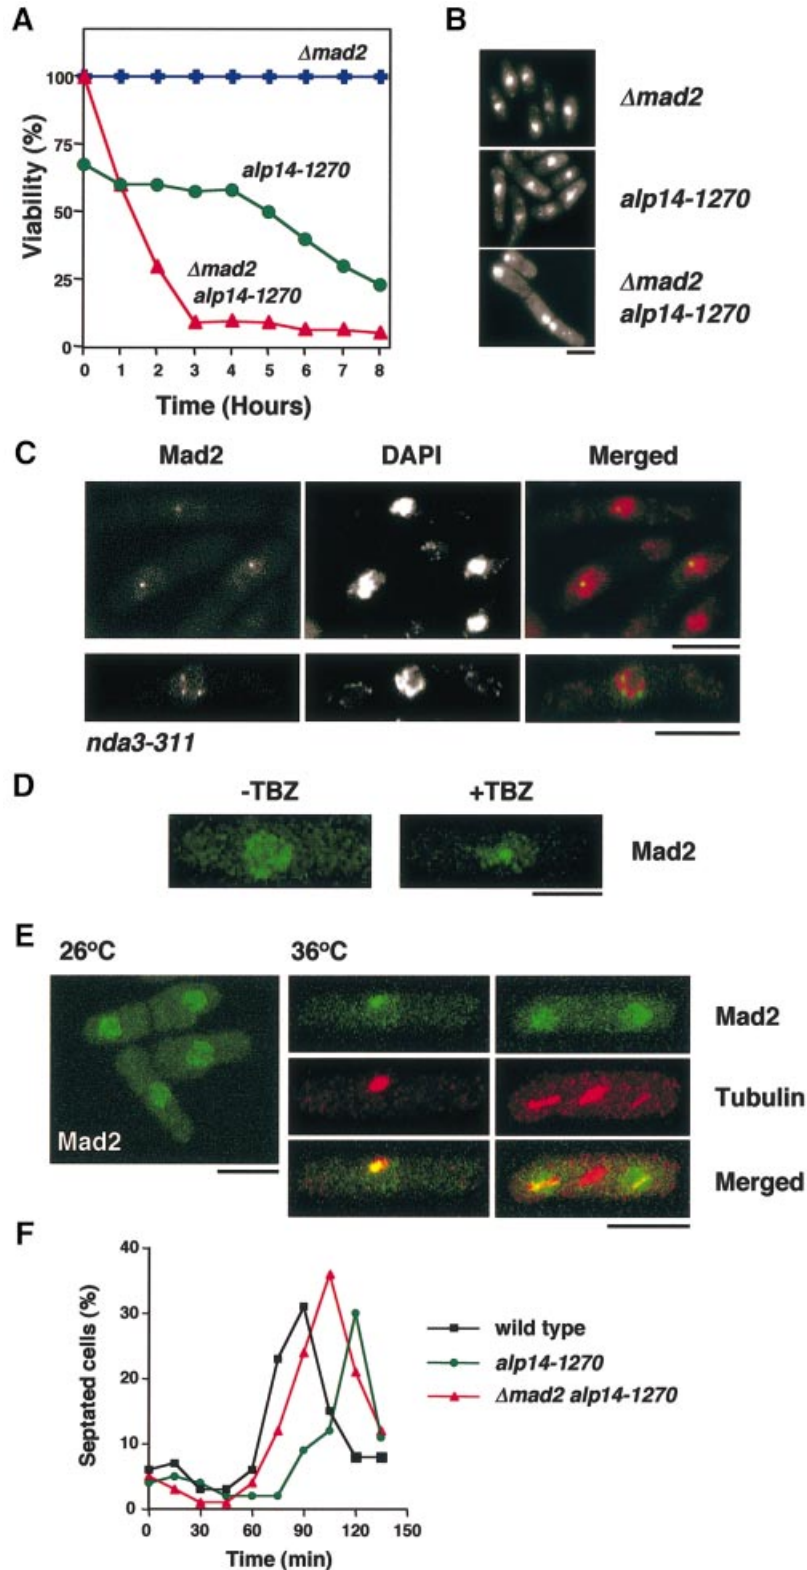 A
Viability (%)
100
75
50
25
0
Δmad2
alp14-1270
Δmad2
alp14-1270
0 1 2 3 4 5 6 7 8
Time (Hours)
B
Δmad2
alp14-1270
Δmad2
alp14-1270
C
Mad2 DAPI Merged
nda3-311
D
-TBZ +TBZ
Mad2
E
26ºC 36ºC
Mad2
Mad2
Tubulin
Merged
F
Septated cells (%)
40
30
20
10
0
0 30 60 90 120 150
Time (min)
wild type
alp14-1270
Δmad2 alp14-1270